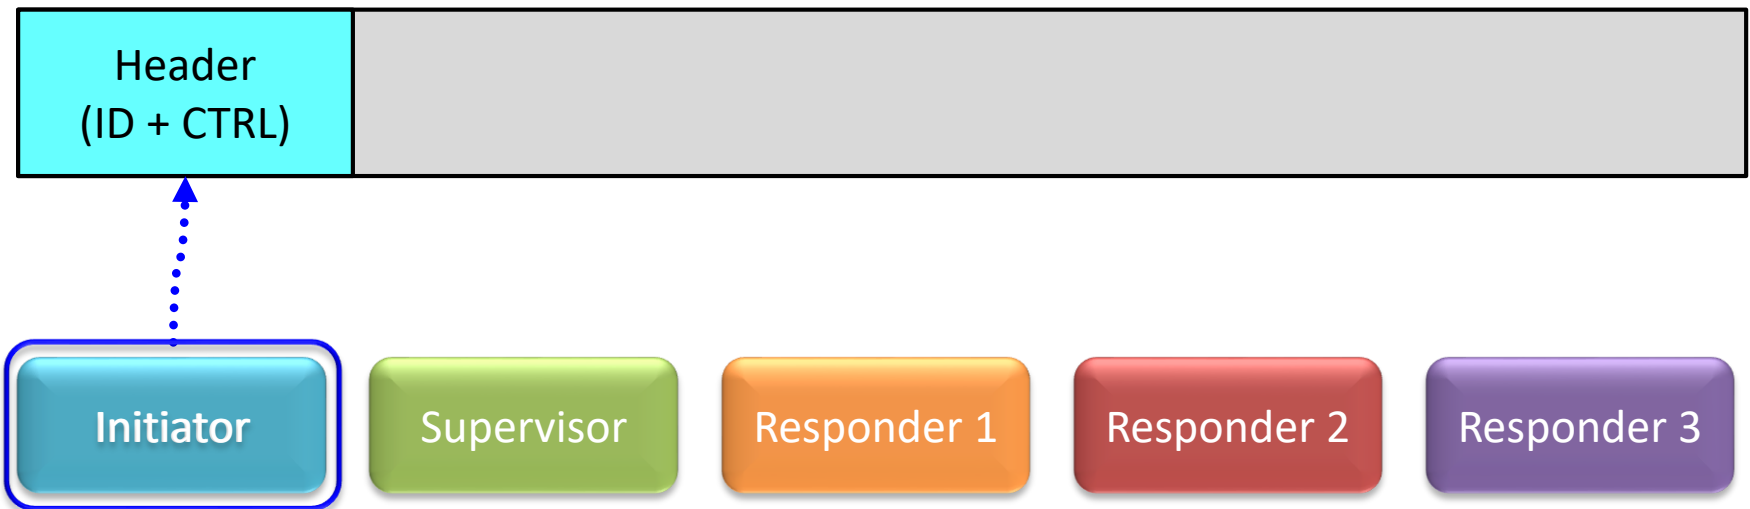 Header
(ID + CTRL)
Initiator
Supervisor
Responder 1
Responder 2
Responder 3